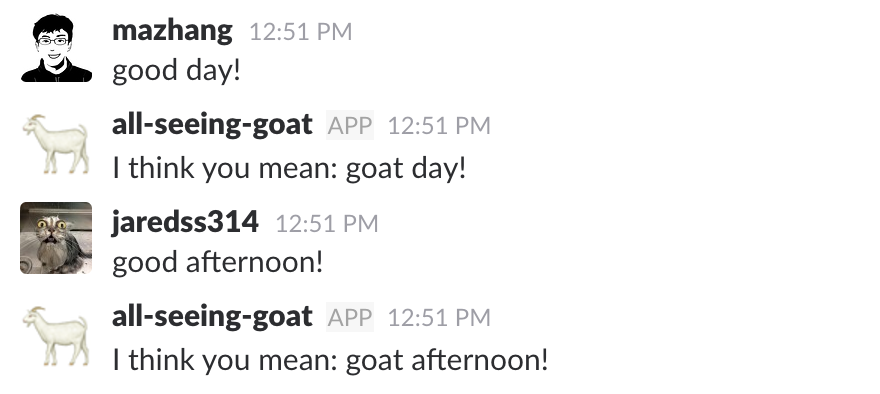 mazhang 12:51 PM
good day!
all-seeing-goat APP 12:51 PM
I think you mean: goat day!
jaredss314 12:51 PM
good afternoon!
all-seeing-goat APP 12:51 PM
I think you mean: goat afternoon!